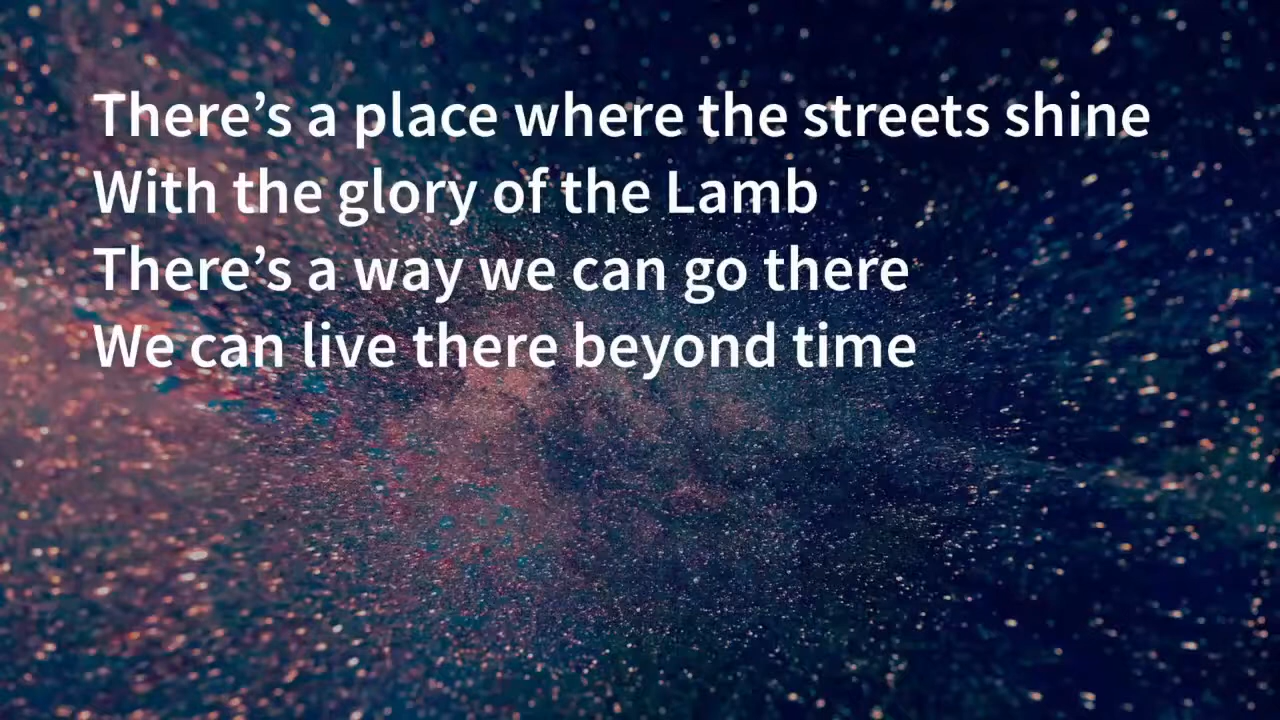 There’s a place where the streets shine
With the glory of the Lamb
There’s a way we can go there
We can live there beyond time